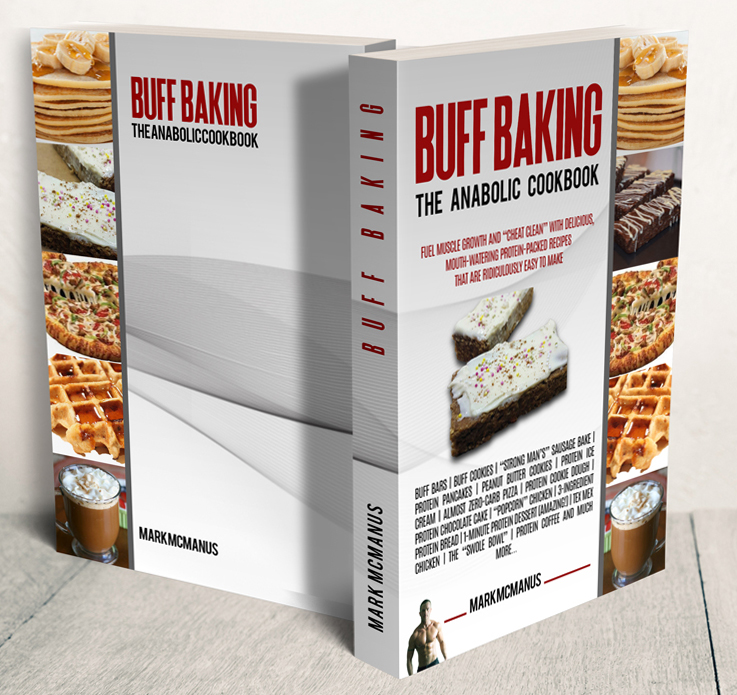 BUFF BAKING
THE ANABOLIC COOKBOOK
MARK MCMANUS
BUFF BAKING
MARK MCMANUS
BUFF BAKING
THE ANABOLIC COOKBOOK
FUEL MUSCLE GROWTH AND "CHEAT CLEAN" WITH DELICIOUS,
MOUTH-WATERING PROTEIN-PACKED RECIPES
THAT ARE RIDICULOUSLY EASY TO MAKE
BUFF BARS | BUFF COOKIES | "STRONG MAN'S" SAUSAGE BAKE |
PROTEIN PANCAKES | PEANUT BUTTER COOKIES | PROTEIN ICE
CREAM | ALMOST ZERO-CARB PIZZA | PROTEIN COOKIE DOUGH |
PROTEIN CHOCOLATE CAKE | "POPCORN" CHICKEN | 3-INGREDIENT
PROTEIN BREAD | 1-MINUTE PROTEIN DESSERT (AMAZING!) | TEX MEX
CHICKEN | THE "SWOLE BOWL" | PROTEIN COFFEE AND MUCH
MORE...
MARK MCMANUS